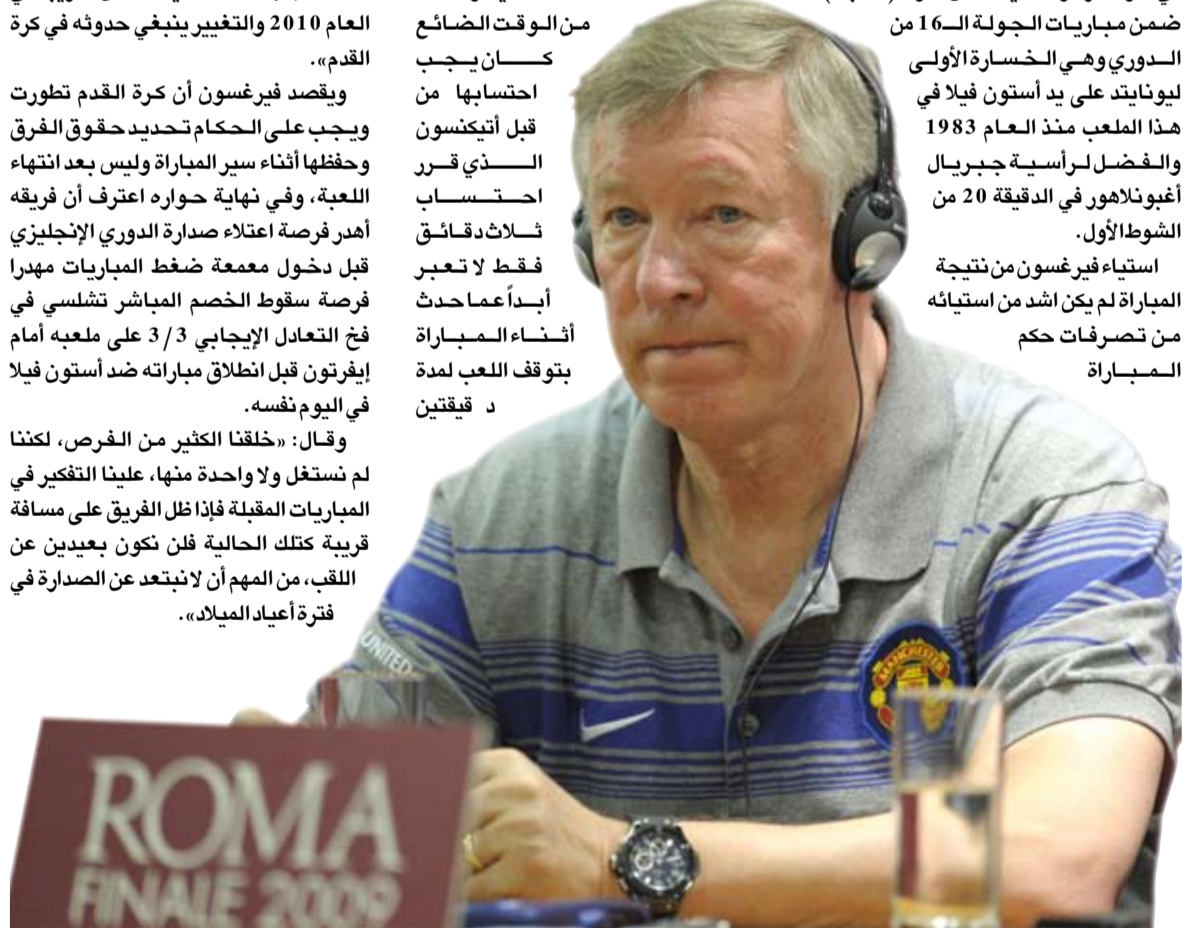 ضمن مباريات الجولة الـ16 من
الدوري وهي الخسارة الأولى
ليونايتد على يد أستون فيلا في
هذا الملعب منذ العام 1983
والفضل لرأسية جبريال
أغبونلاهور في الدقيقة 20 من
الشوط الأول.
استياء فيرغسون من نتيجة
المباراة لم يكن اشد من استيائه
من تصرفات حكم
المباراة
من الوقت الضائع
كان يجب
احتسابها من
قبل أتيكنسون
الذي قرر
احتساب
ثلاث دقائق
فقط لا تعبر
أبداً عما حدث
أثناء المباراة
بتوقف اللعب لمدة
د قيقتين
العام 2010 والتغيير ينبغي حدوثه في كرة
القدم».
ويقصد فيرغسون أن كرة القدم تطورت
ويجب على الحكام تحديد حقوق الفرق
وحفظها أثناء سير المباراة وليس بعد انتهاء
اللعبة، وفي نهاية حواره اعترف أن فريقه
أهدر فرصة اعتلاء صدارة الدوري الإنجليزي
قبل دخول معمعة ضغط المباريات مهدرا
فرصة سقوط الخصم المباشر تشلسي في
فخ التعادل الإيجابي 3/3 على ملعبه أمام
إيفرتون قبل انطلاق مباراته ضد أستون فيلا
في اليوم نفسه.
وقال: «خلقنا الكثير من الفرص، لكننا
لم نستغل ولا واحدة منها، علينا التفكير في
المباريات المقبلة فإذا ظل الفريق على مسافة
قريبة كتلك الحالية فلن نكون بعيدين عن
اللقب، من المهم أن لا نبتعد عن الصدارة في
فترة أعياد الميلاد».
UNITED
MANCHESTER
ROMA
FINALE 2009